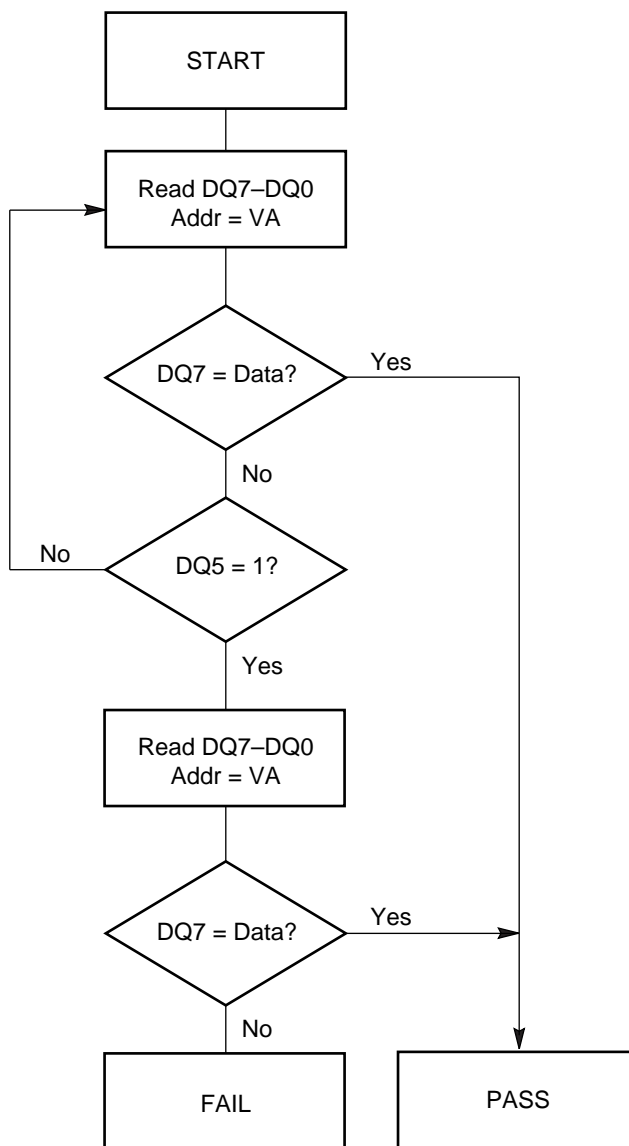 START
Read DQ7–DQ0
Addr = VA
DQ7 = Data?
Yes
No
No
DQ5 = 1?
Yes
Read DQ7–DQ0
Addr = VA
DQ7 = Data?
Yes
No
FAIL
PASS